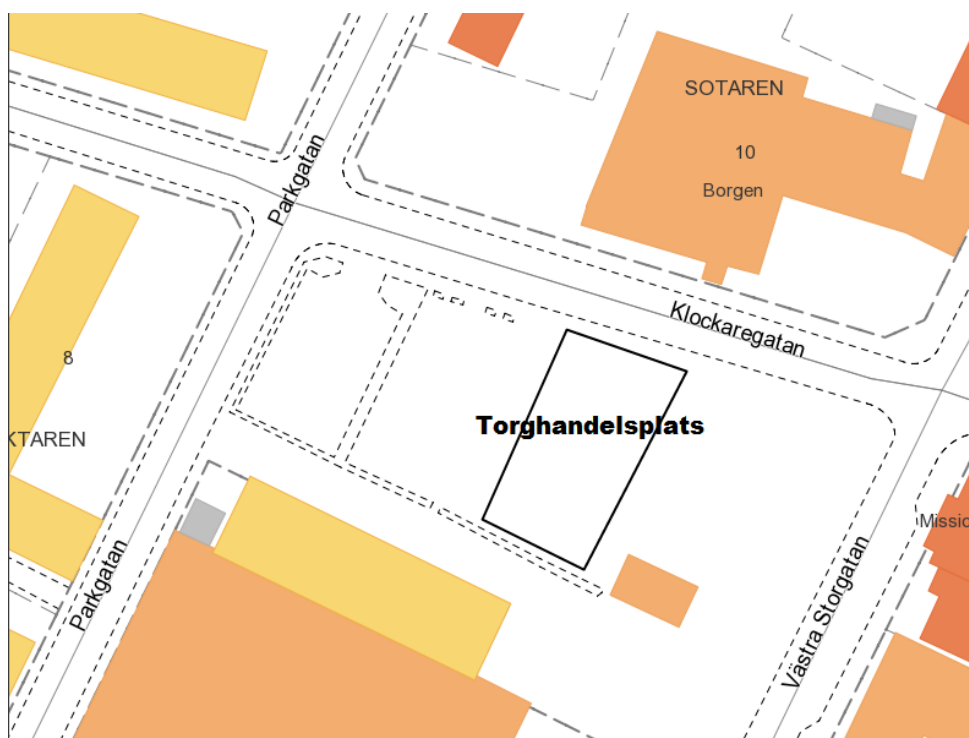 SOTAREN
10
Borgen
Parkgatan
Klockaregatan
8
Torghandelsplats
KTAREN
Missio
Parkgatan
Västra Storgatan